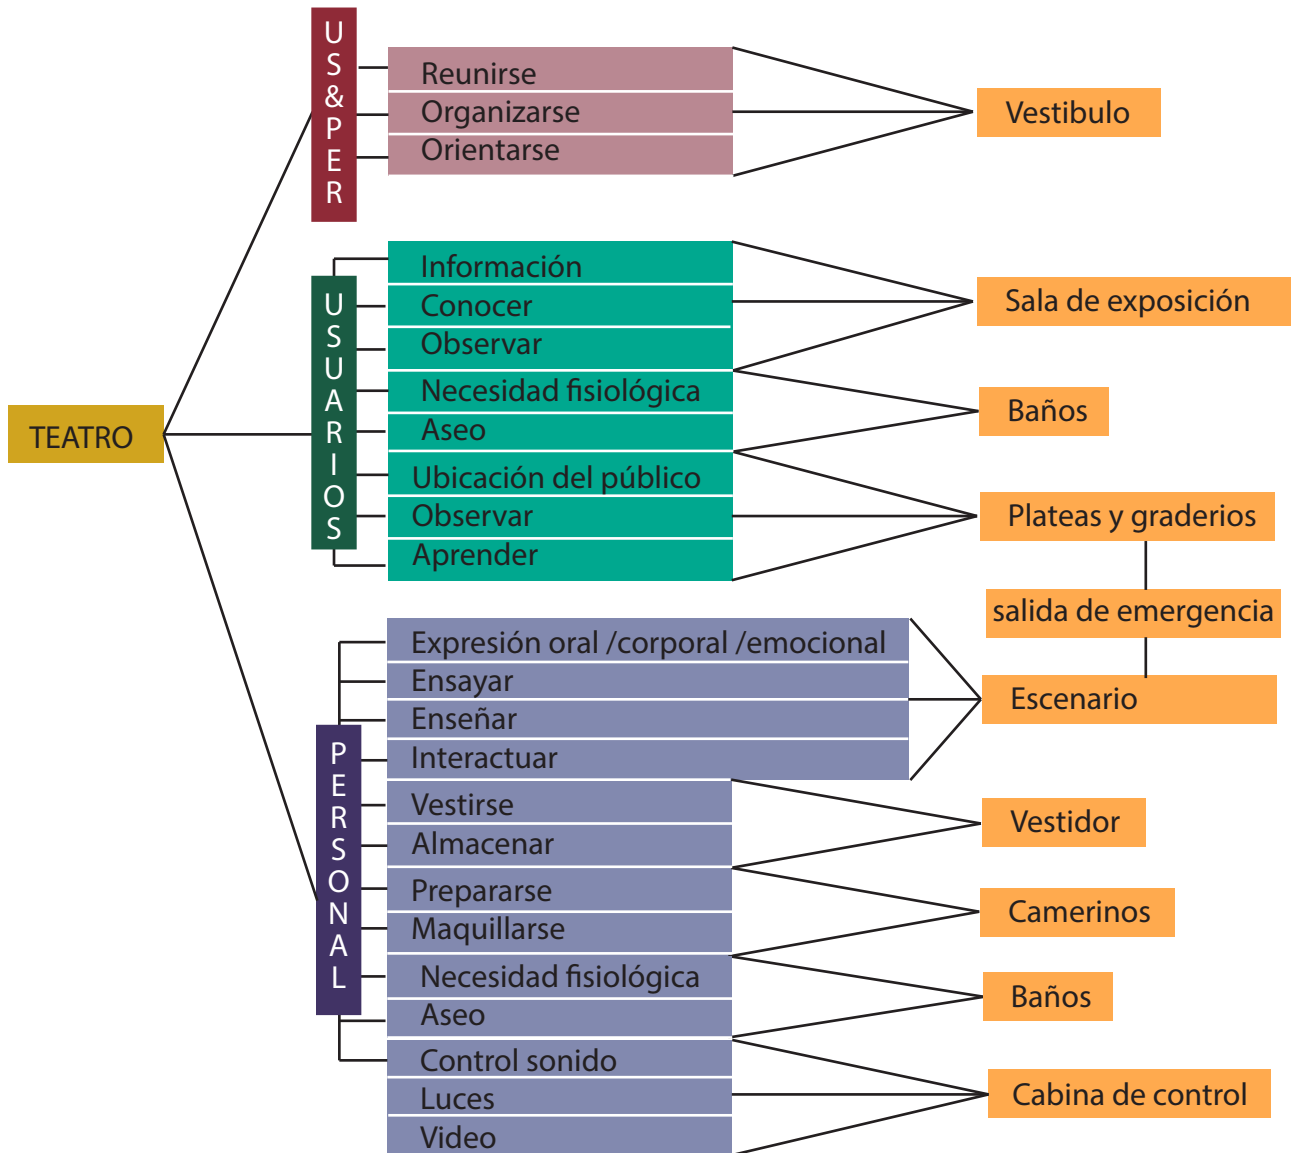 TEATRO
US&PER
Reunirse
Organizarse
Orientarse
Vestibulo
USUARIOS
Información
Conocer
Observar
Necesidad fisiológica
Aseo
Ubicación del público
Observar
Aprender
Sala de exposición
Baños
Plateas y graderios
salida de emergencia
PERSONAL
Expresión oral /corporal /emocional
Ensayar
Enseñar
Interactuar
Vestirse
Almacenar
Prepararse
Maquillarse
Necesidad fisiológica
Aseo
Control sonido
Luces
Video
Escenario
Vestidor
Camerinos
Baños
Cabina de control